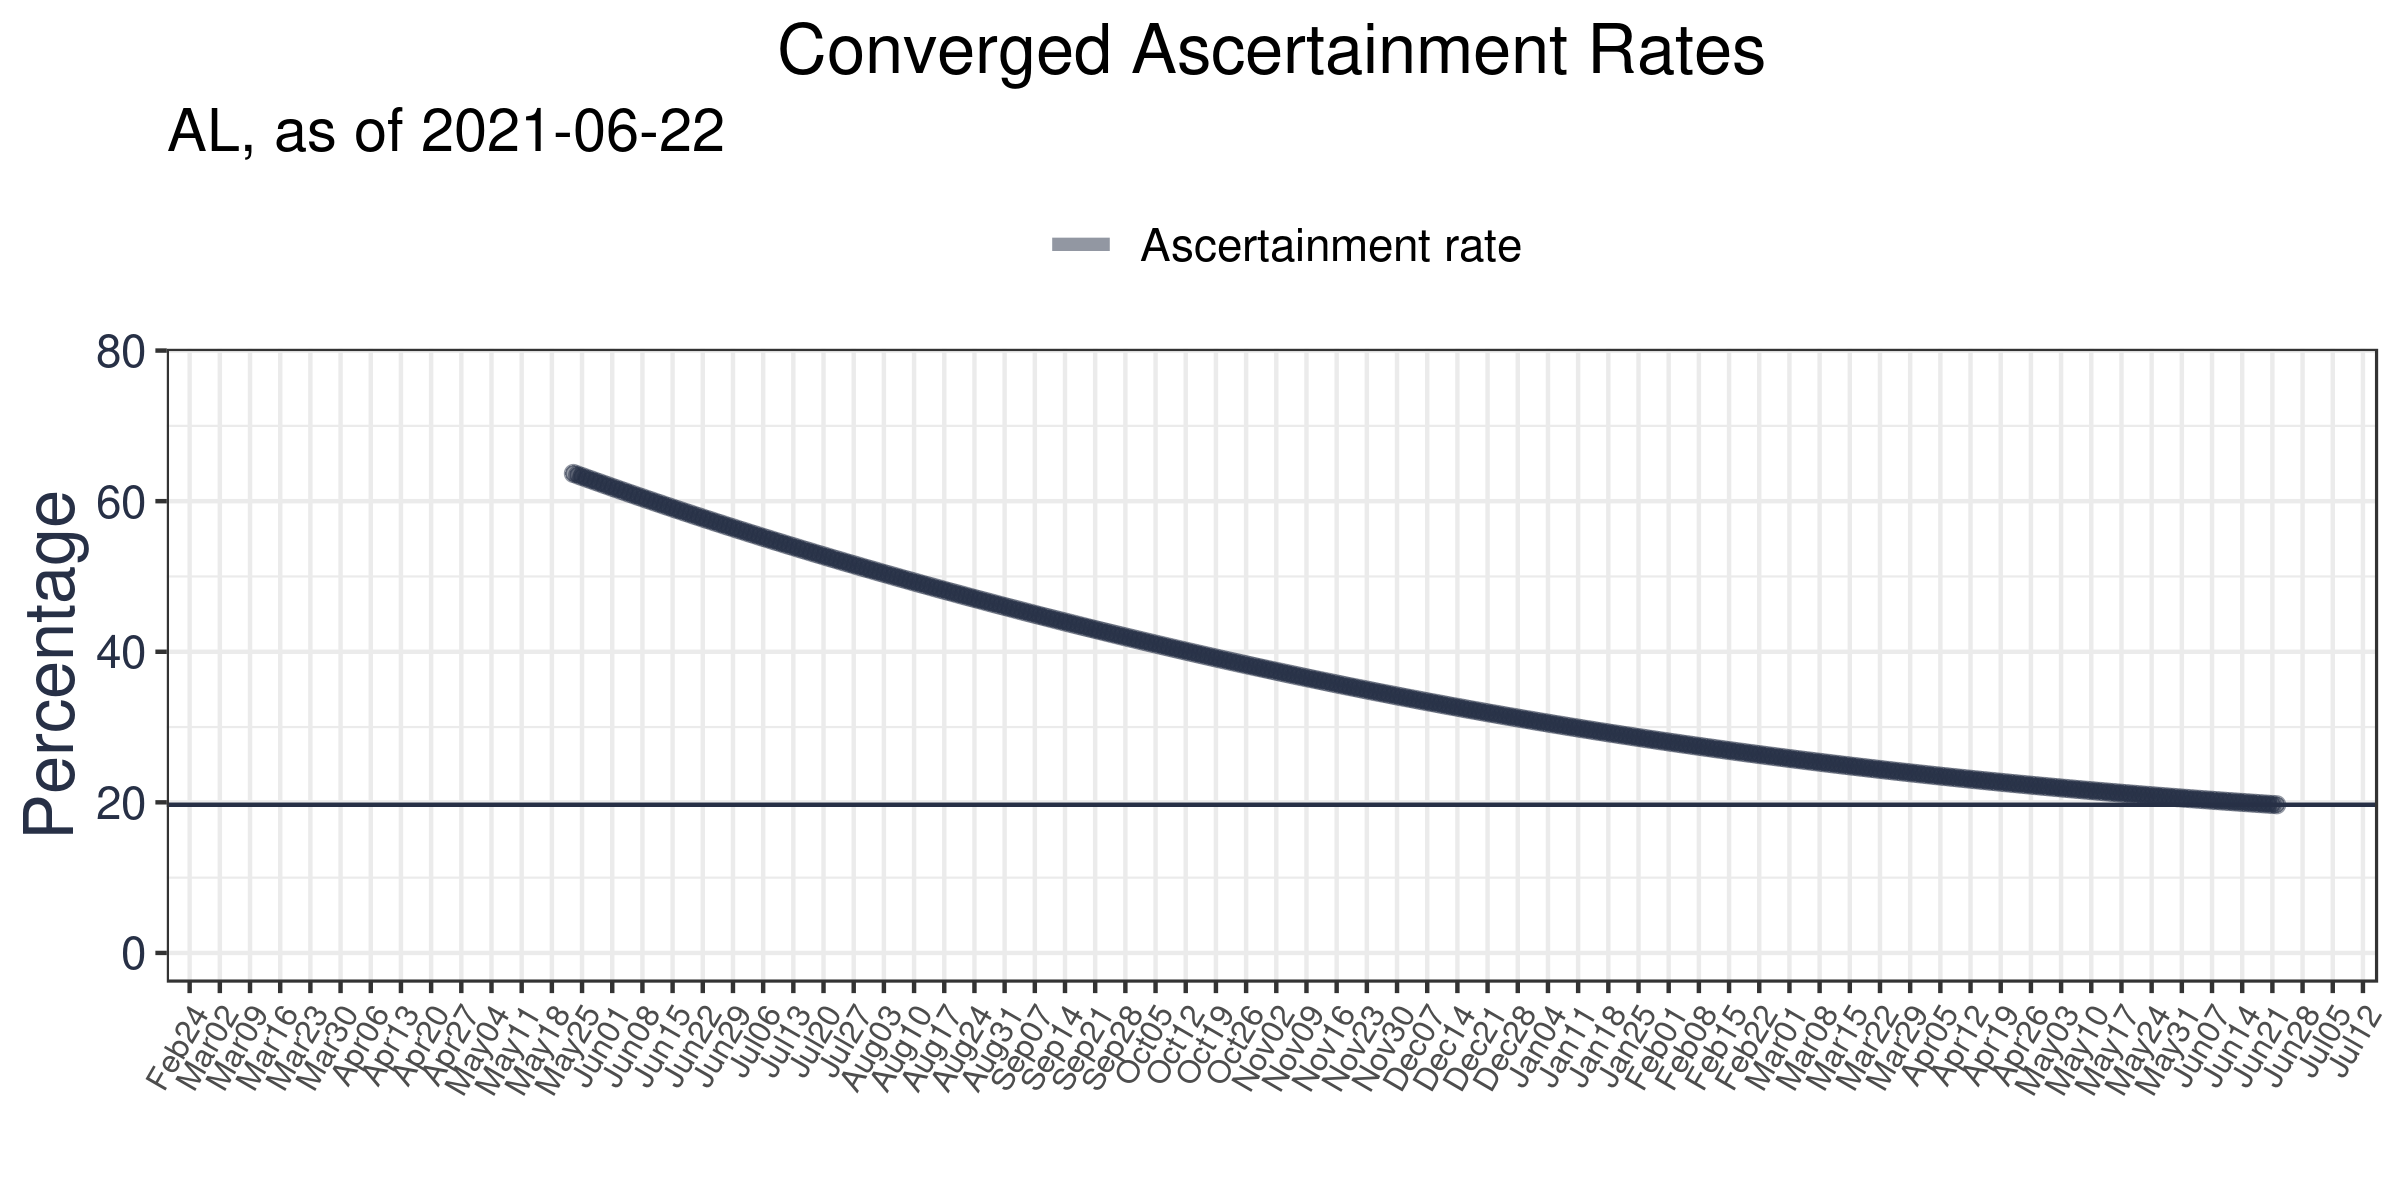 Converged Ascertainment Rates
AL, as of 2021-06-22
Ascertainment rate
Percentage
80
60
40
20
0
Feb24 Mar02 Mar09 Mar16 Mar23 Mar30 Apr06 Apr13 Apr20 Apr27 May04 May11 May18 May25 Jun01 Jun08 Jun15 Jun22 Jun29 Jul06 Jul13 Jul20 Jul27 Aug03 Aug10 Aug17 Aug24 Aug31 Sep07 Sep14 Sep21 Sep28 Oct05 Oct12 Oct19 Oct26 Nov02 Nov09 Nov16 Nov23 Nov30 Dec07 Dec14 Dec21 Dec28 Jan04 Jan11 Jan18 Jan25 Feb01 Feb08 Feb15 Feb22 Mar01 Mar08 Mar15 Mar22 Mar29 Apr05 Apr12 Apr19 Apr26 May03 May10 May17 May24 May31 Jun07 Jun14 Jun21 Jun28 Jul05 Jul12